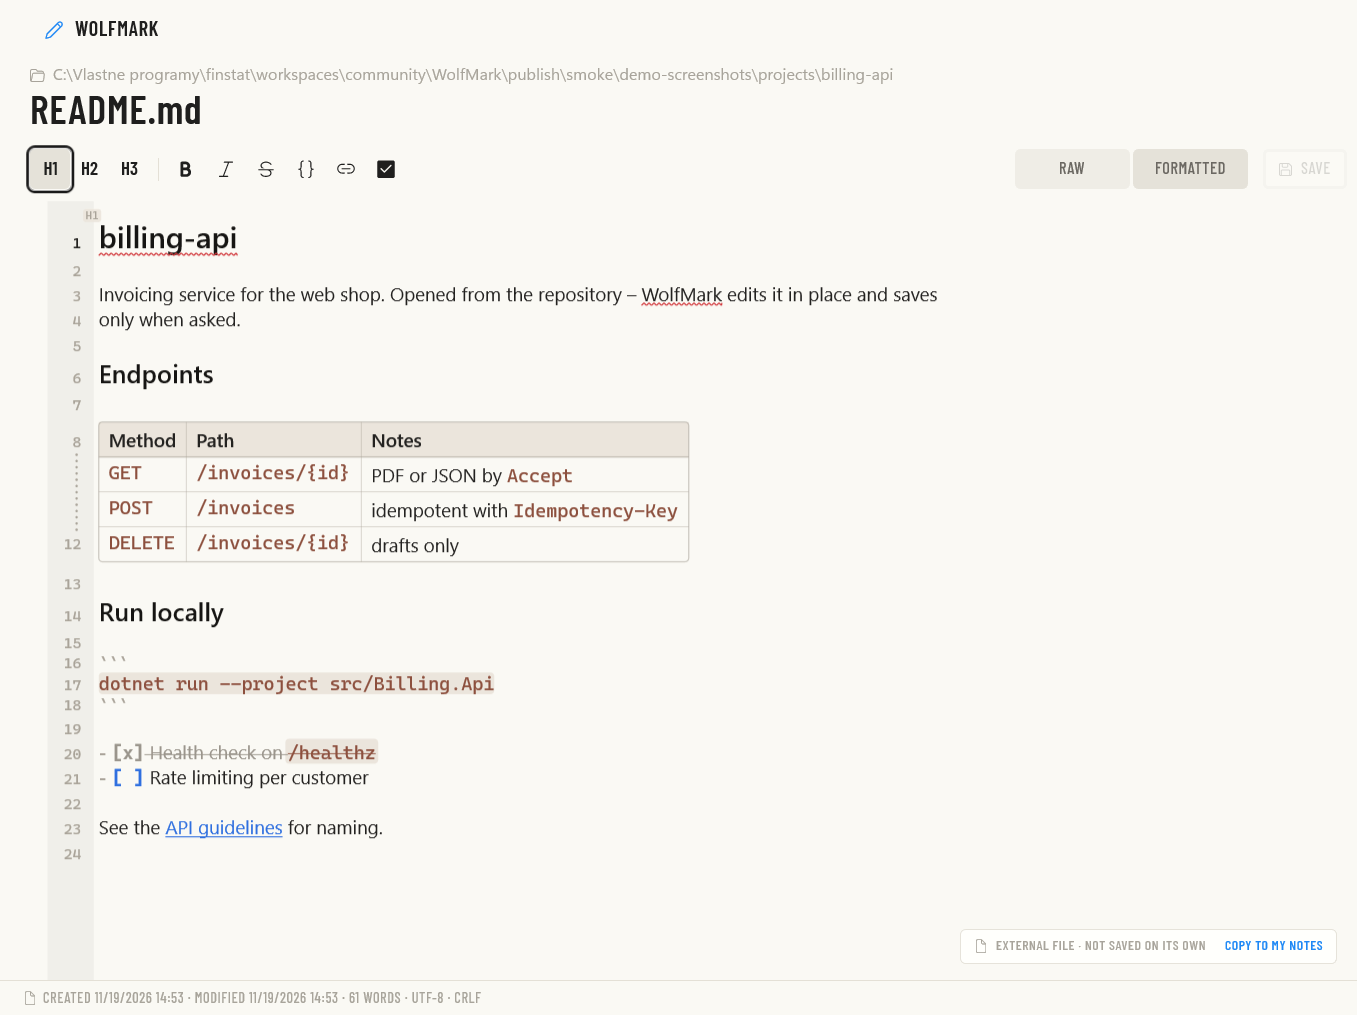 WOLFMARK
C:\Vlastne programy\finstat\workspaces\community\WolfMark\publish\smoke\demo-screenshots\projects\billing-api
README.md
H1 H2 H3 B I S {} RAW FORMATTED SAVE
H1
1 billing-api
2
3 Invoicing service for the web shop. Opened from the repository – WolfMark edits it in place and saves
4 only when asked.
5
6 Endpoints
7
8 Method Path Notes
GET /invoices/{id} PDF or JSON by Accept
POST /invoices idempotent with Idempotency-Key
12 DELETE /invoices/{id} drafts only
13
14 Run locally
15
16 ```
17 dotnet run --project src/Billing.Api
18 ```
19
20 - [x] Health check on /healthz
21 - [ ] Rate limiting per customer
22
23 See the API guidelines for naming.
24
EXTERNAL FILE · NOT SAVED ON ITS OWN COPY TO MY NOTES
CREATED 11/19/2026 14:53 · MODIFIED 11/19/2026 14:53 · 61 WORDS · UTF-8 · CRLF